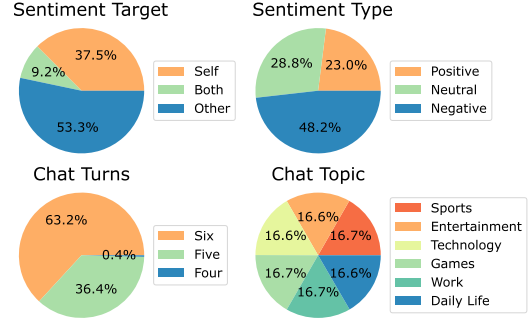 Sentiment Target
37.5%
9.2%
53.3%
Self
Both
Other
Sentiment Type
28.8%
23.0%
48.2%
Positive
Neutral
Negative
Chat Turns
63.2%
0.4%
36.4%
Six
Five
Four
Chat Topic
16.6%
16.6%
16.7%
16.7%
16.6%
16.7%
Sports
Entertainment
Technology
Games
Work
Daily Life